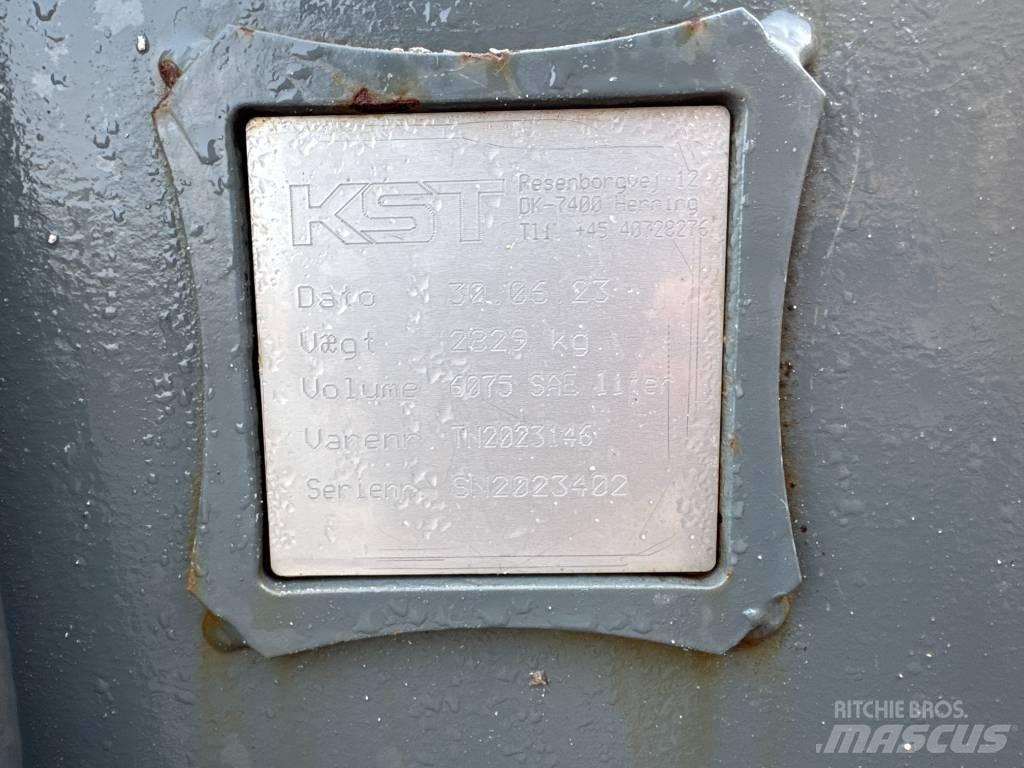 KST
Resenborgvej 12
DK-7400 Herning
Tlf. +45 40728276
Dato 30.06.23
Vægt 2829 kg.
Volume 6075 SAE liter
Varenr TN2023146
Serienr SN2023402
RITCHIE BROS.
MASCUS